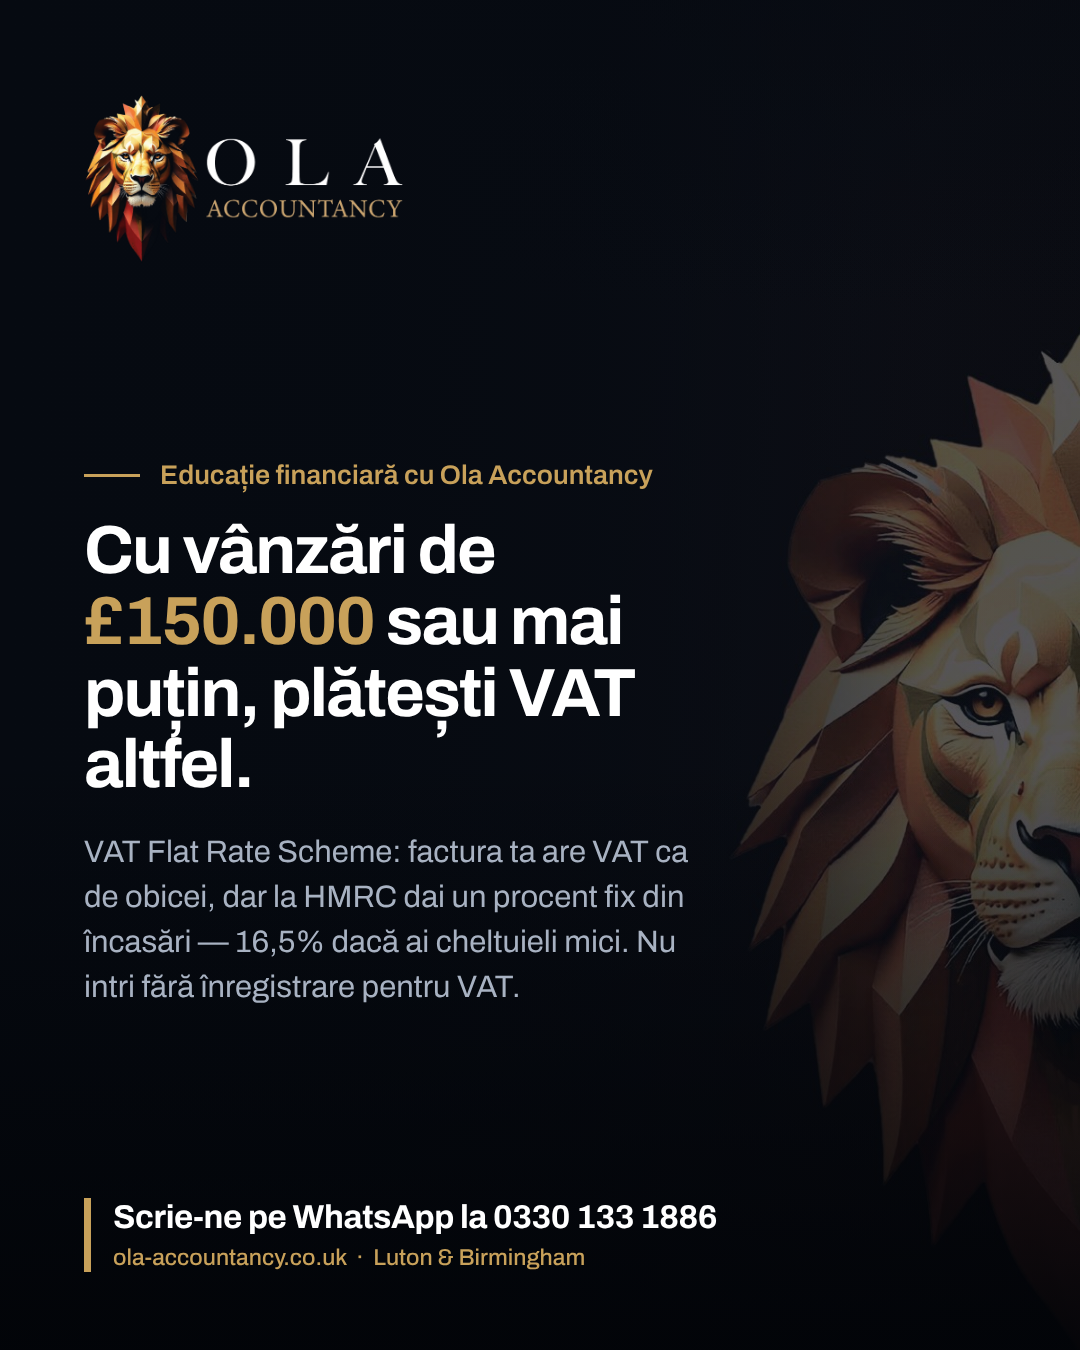 OLA
ACCOUNTANCY
Educație financiară cu Ola Accountancy
Cu vânzări de
£150.000 sau mai
puțin, plătești VAT
altfel.
VAT Flat Rate Scheme: factura ta are VAT ca
de obicei, dar la HMRC dai un procent fix din
încasări — 16,5% dacă ai cheltuieli mici. Nu
intri fără înregistrare pentru VAT.
Scrie-ne pe WhatsApp la 0330 133 1886
ola-accountancy.co.uk · Luton & Birmingham